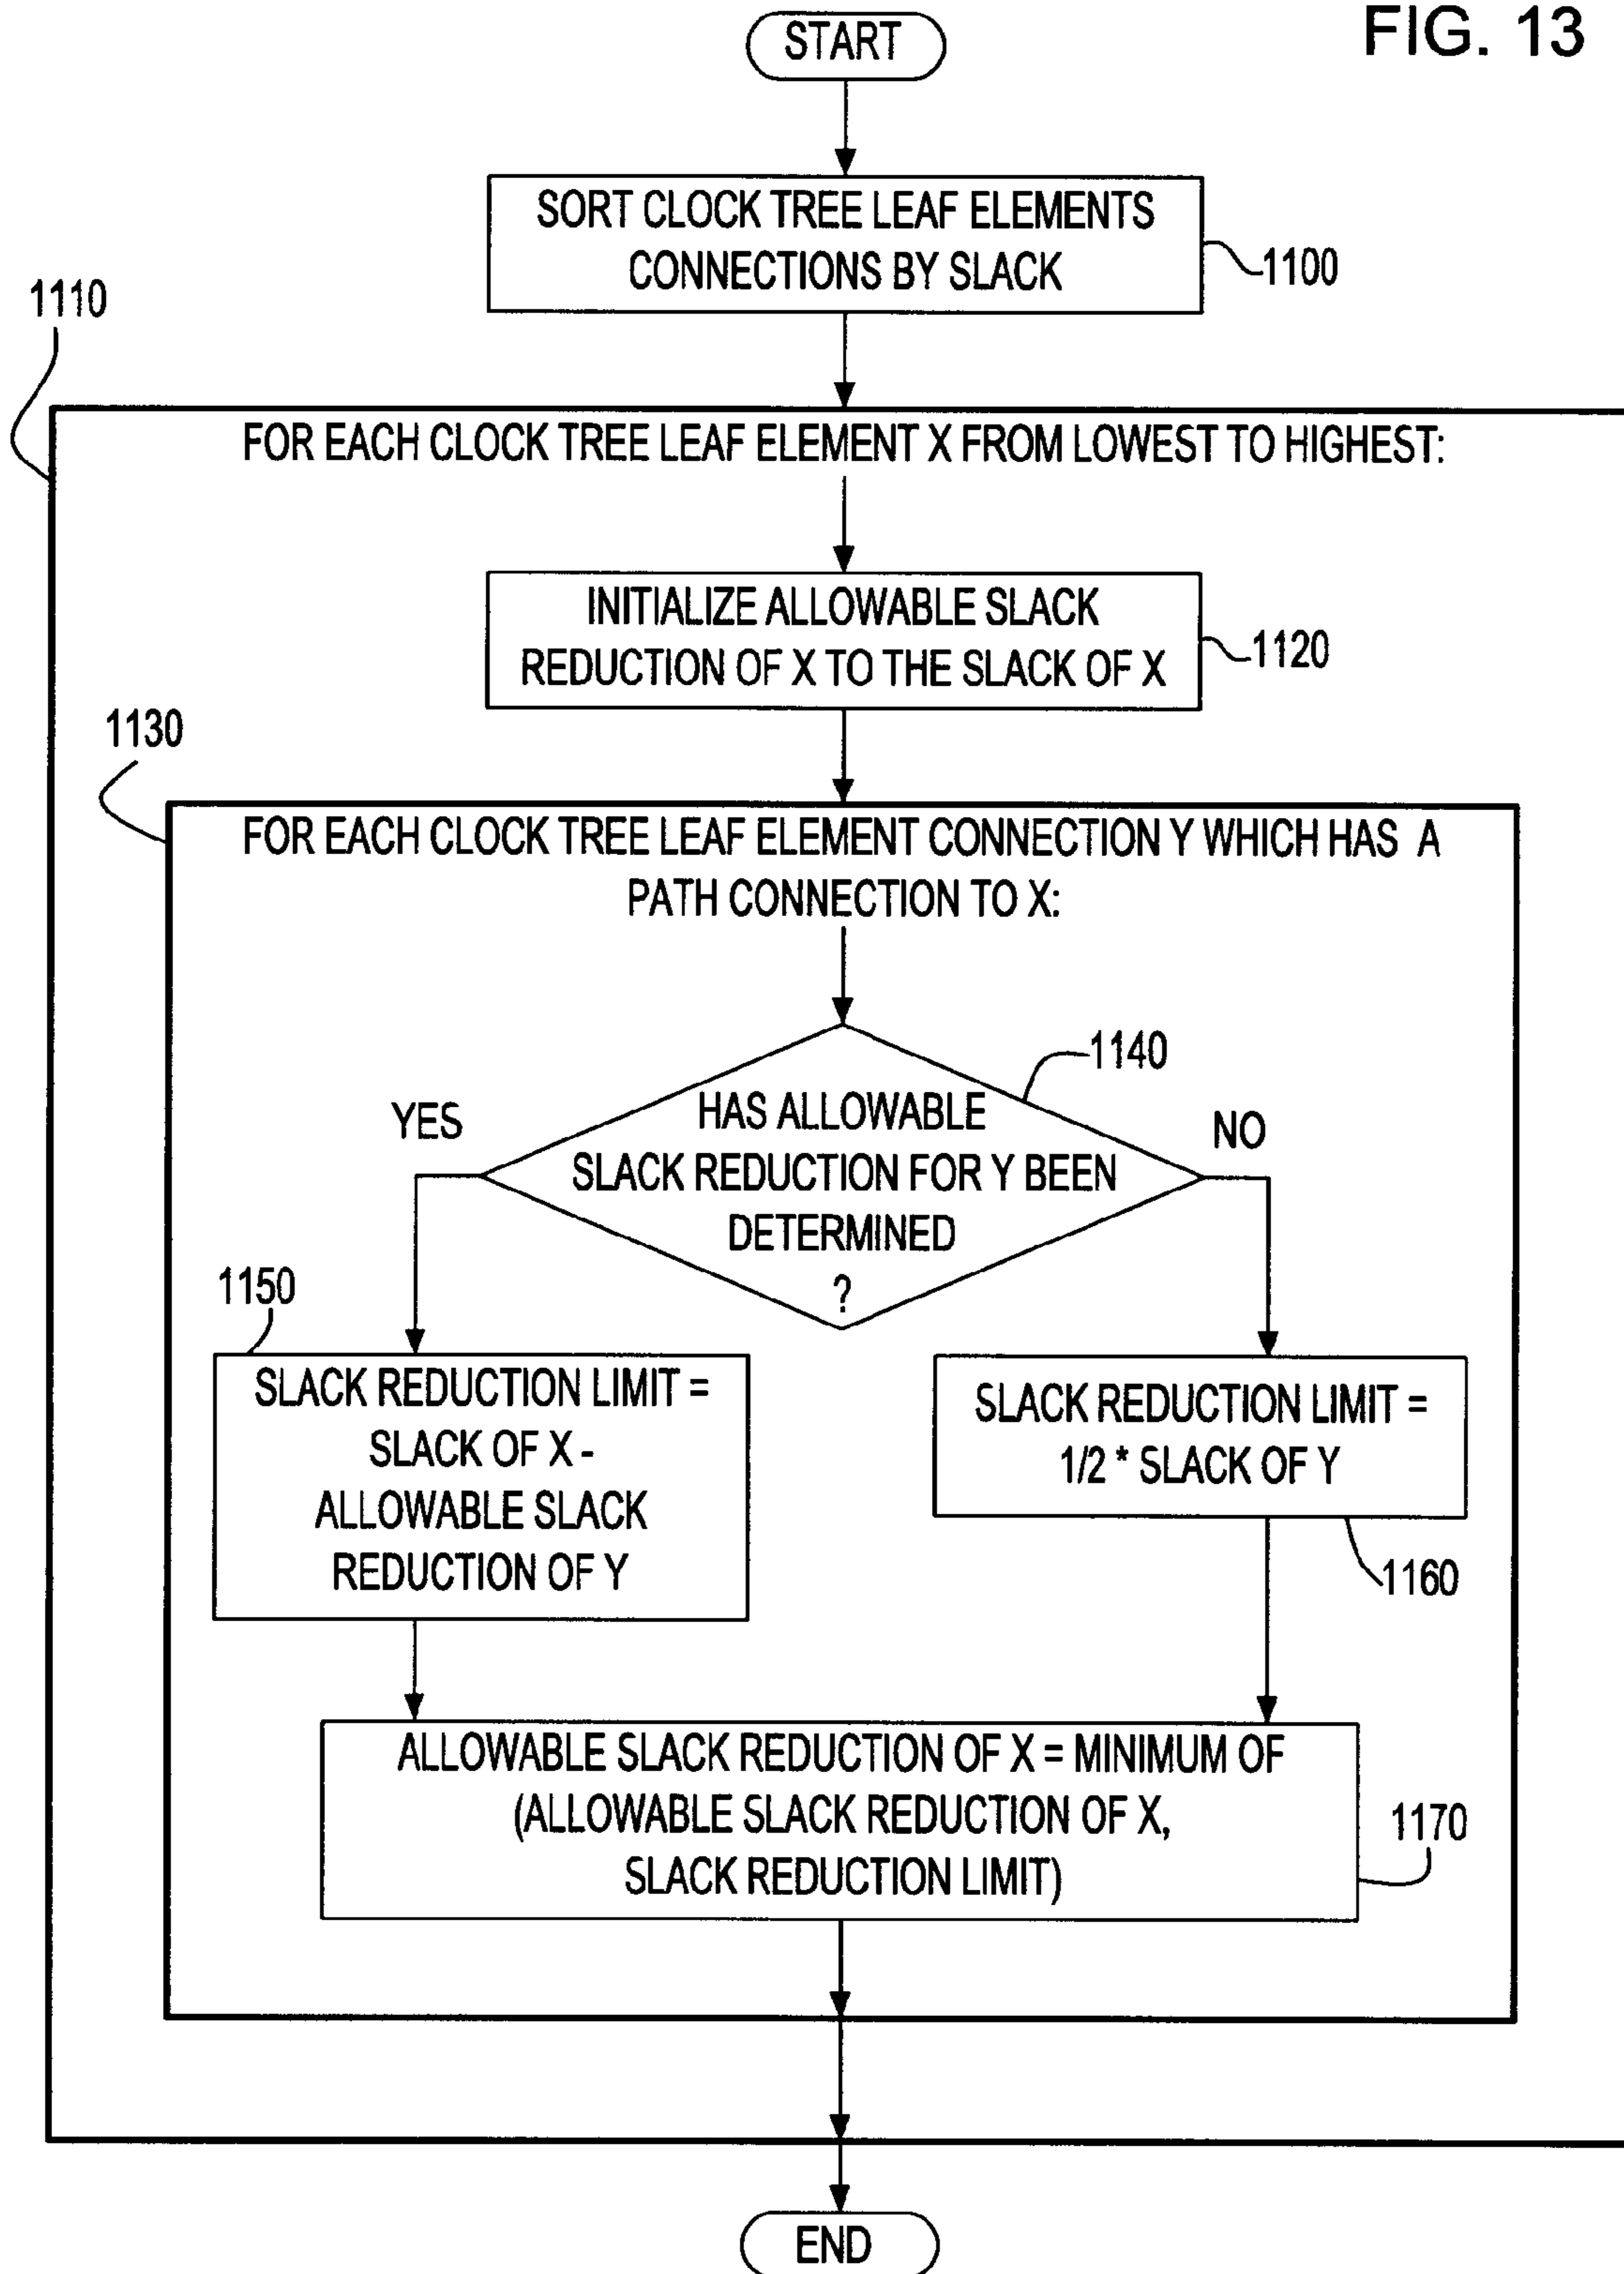 FIG. 13
START
SORT CLOCK TREE LEAF ELEMENTS
CONNECTIONS BY SLACK
1100
1110
FOR EACH CLOCK TREE LEAF ELEMENT X FROM LOWEST TO HIGHEST:
INITIALIZE ALLOWABLE SLACK
REDUCTION OF X TO THE SLACK OF X
1120
1130
FOR EACH CLOCK TREE LEAF ELEMENT CONNECTION Y WHICH HAS A
PATH CONNECTION TO X:
1140
HAS ALLOWABLE
SLACK REDUCTION FOR Y BEEN
DETERMINED
?
YES
NO
1150
SLACK REDUCTION LIMIT =
SLACK OF X -
ALLOWABLE SLACK
REDUCTION OF Y
SLACK REDUCTION LIMIT =
1/2 * SLACK OF Y
1160
ALLOWABLE SLACK REDUCTION OF X = MINIMUM OF
(ALLOWABLE SLACK REDUCTION OF X,
SLACK REDUCTION LIMIT)
1170
END